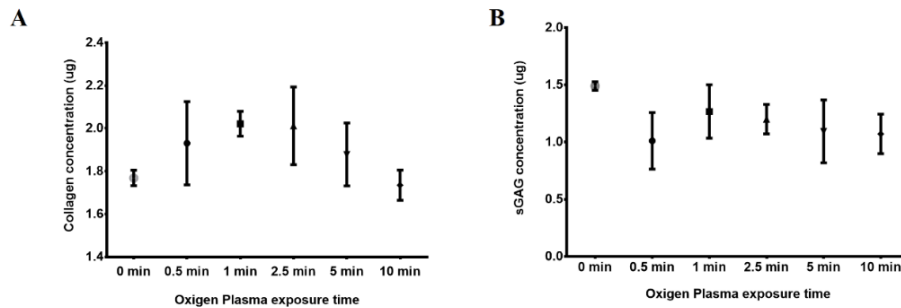 A
Collagen concentration (ug)
2.4
2.2
2.0
1.8
1.6
1.4
0 min 0.5 min 1 min 2.5 min 5 min 10 min
Oxigen Plasma exposure time
B
sGAG concentration (ug)
2.0
1.5
1.0
0.5
0.0
0 min 0.5 min 1 min 2.5 min 5 min 10 min
Oxigen Plasma exposure time